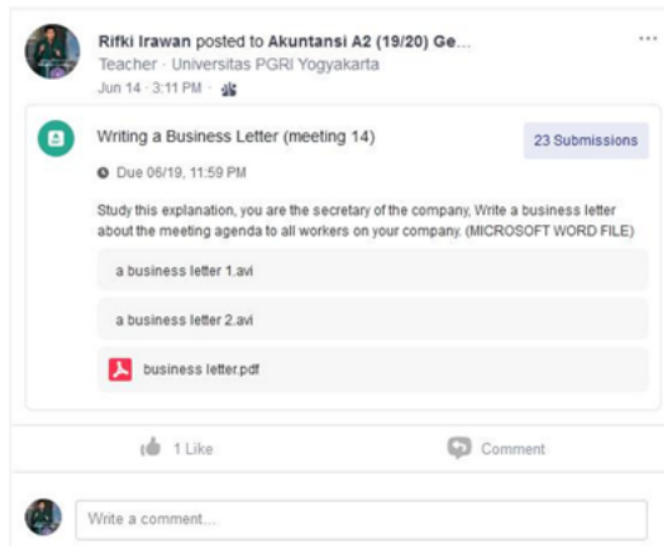 Rifki Irawan posted to Akuntansi A2 (19/20) Ge...
Teacher · Universitas PGRI Yogyakarta
Jun 14 · 3:11 PM ·
Writing a Business Letter (meeting 14)
23 Submissions
Due 06/19, 11:59 PM
Study this explanation, you are the secretary of the company, Write a business letter
about the meeting agenda to all workers on your company. (MICROSOFT WORD FILE)
a business letter 1.avi
a business letter 2.avi
business letter.pdf
1 Like
Comment
Write a comment...